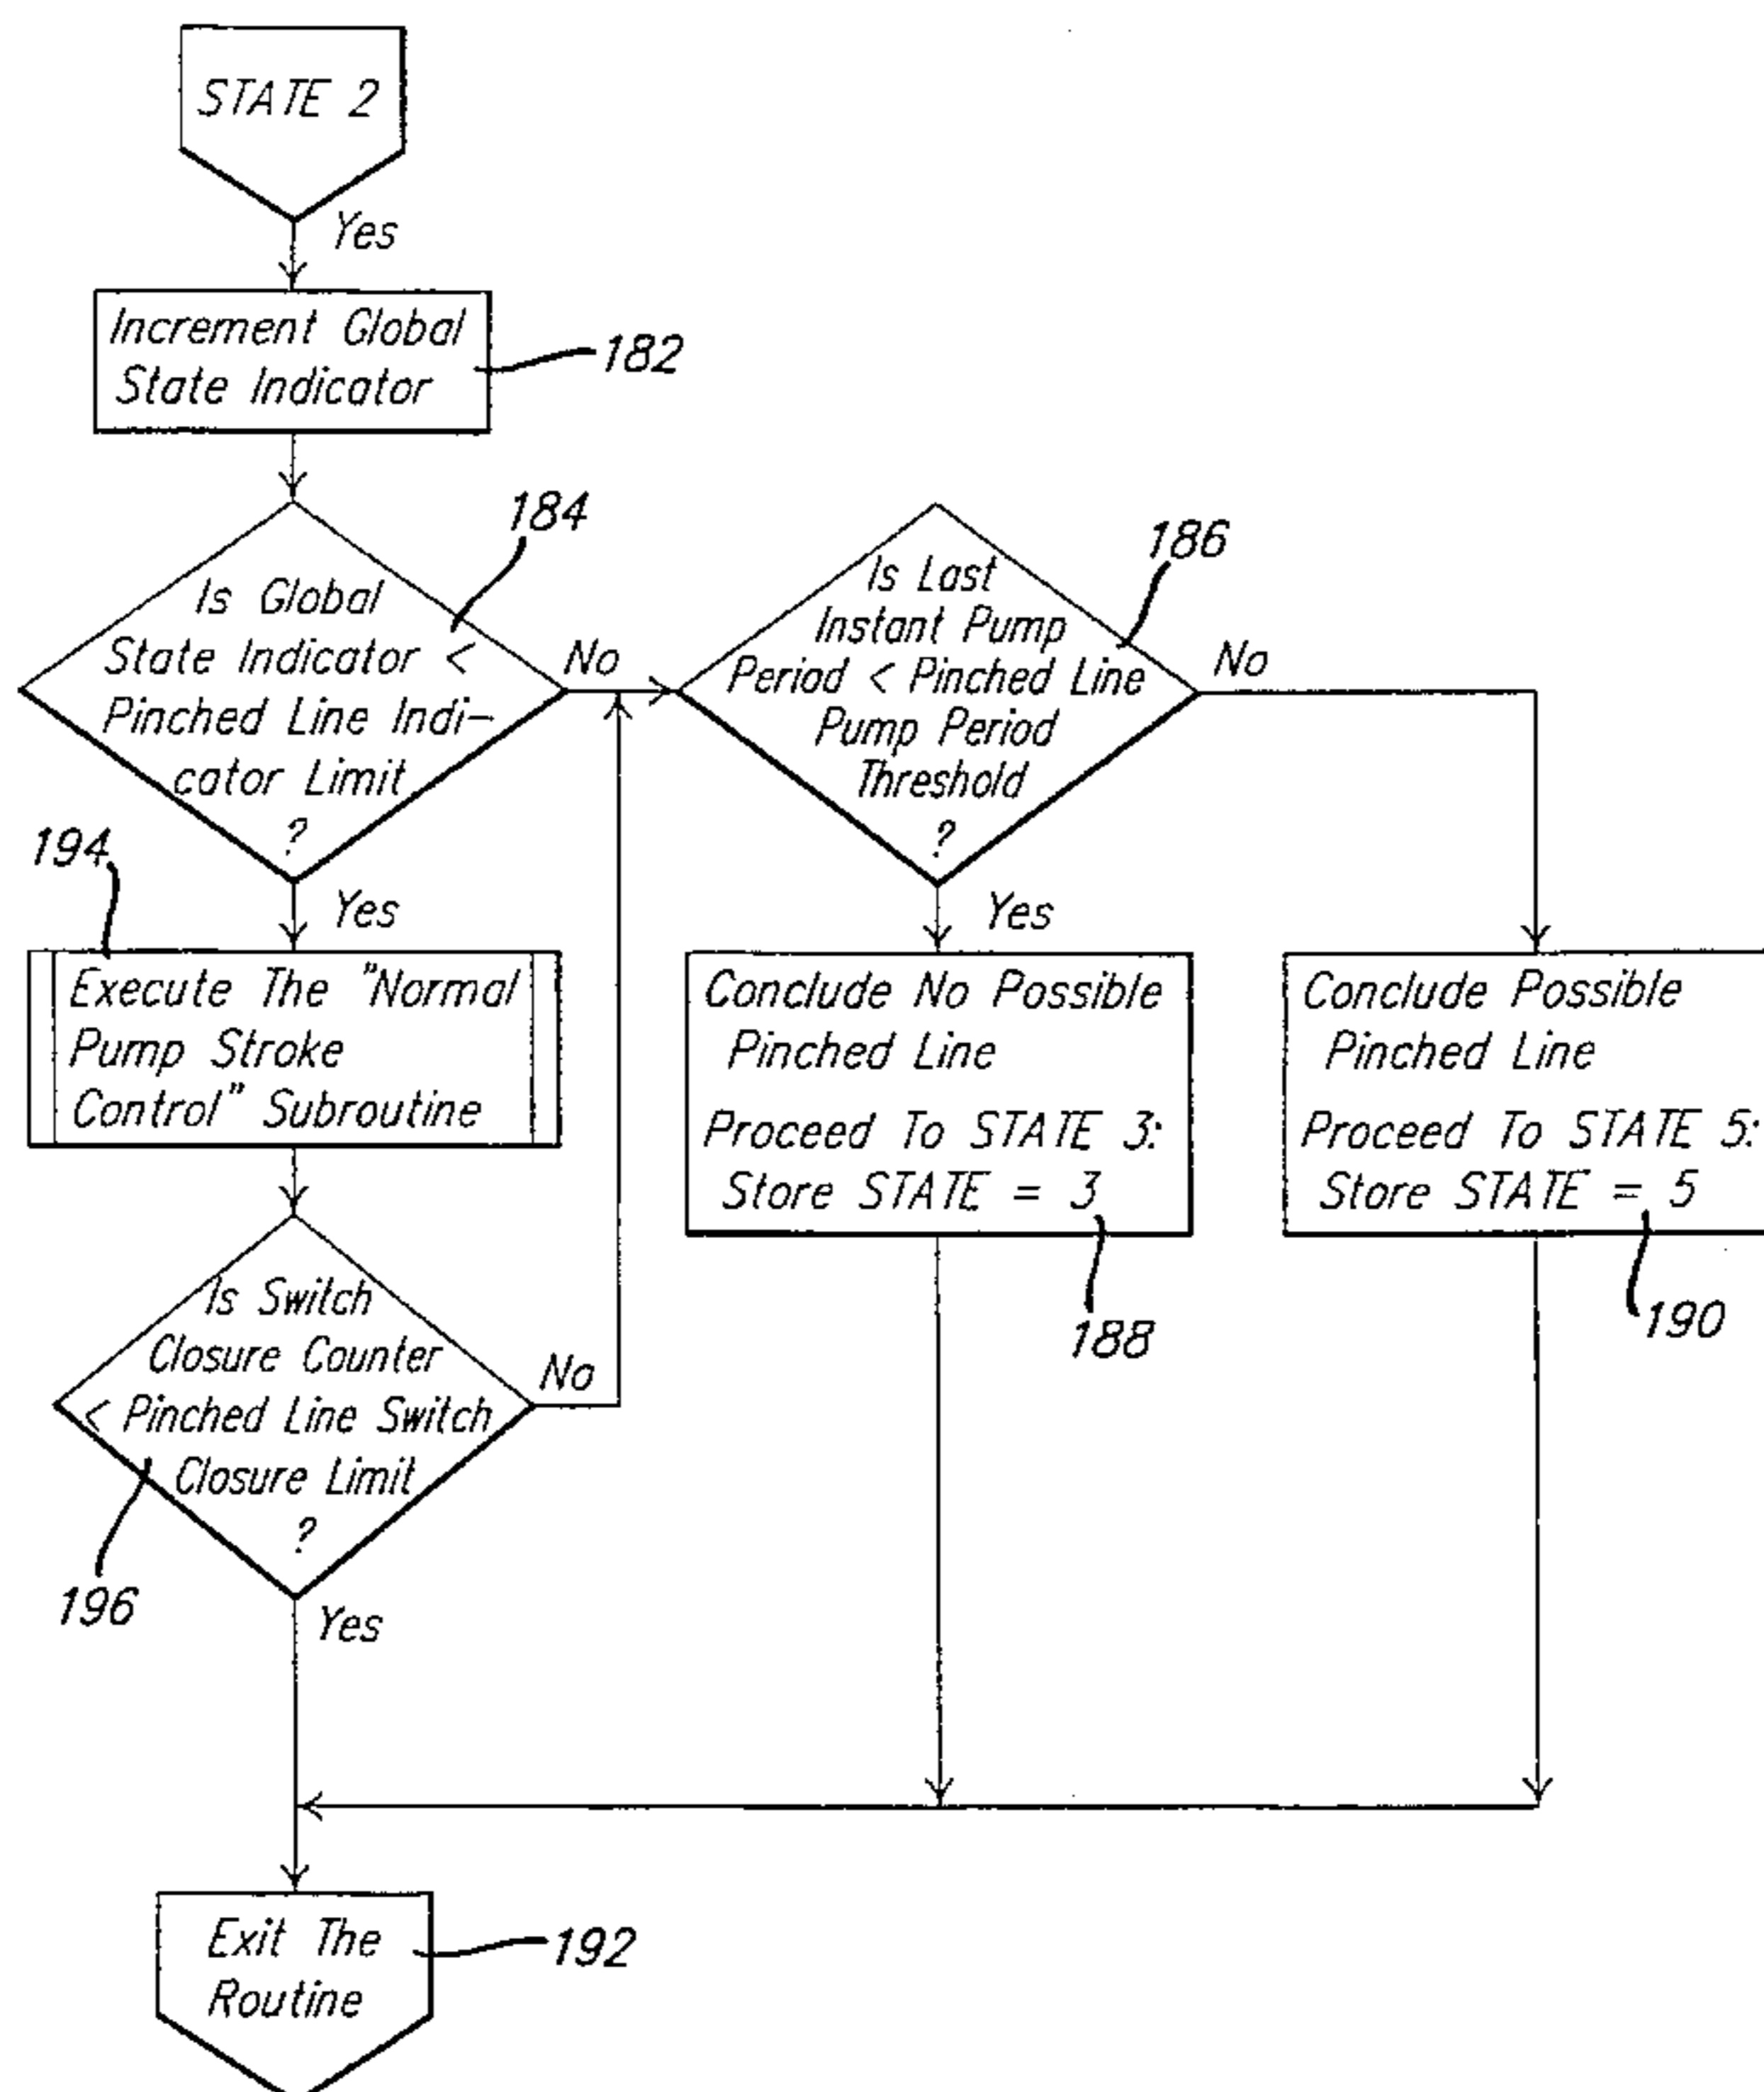 STATE 2
Yes
Increment Global
State Indicator
182
184
Is Global
State Indicator <
Pinched Line Indi-
cator Limit
?
No
186
Is Last
Instant Pump
Period < Pinched Line
Pump Period
Threshold
?
No
194
Yes
Execute The "Normal
Pump Stroke
Control" Subroutine
Yes
Conclude No Possible
Pinched Line
Proceed To STATE 3:
Store STATE = 3
188
Conclude Possible
Pinched Line
Proceed To STATE 5:
Store STATE = 5
190
Is Switch
Closure Counter
< Pinched Line Switch
Closure Limit
?
No
196
Yes
Exit The
Routine
192